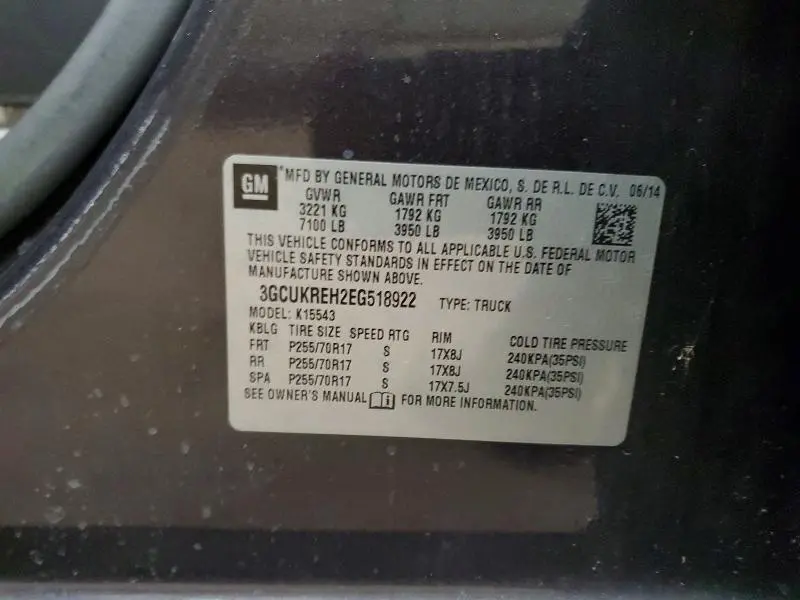 GM *MFD BY GENERAL MOTORS DE MEXICO, S. DE R.L. DE C.V. 06/14
GVWR GAWR FRT GAWR RR
3221 KG 1792 KG 1792 KG
7100 LB 3950 LB 3950 LB
THIS VEHICLE CONFORMS TO ALL APPLICABLE U.S. FEDERAL MOTOR
VEHICLE SAFETY STANDARDS IN EFFECT ON THE DATE OF
MANUFACTURE SHOWN ABOVE.
3GCUKREH2EG518922 TYPE: TRUCK
MODEL: K15543
KBLG TIRE SIZE SPEED RTG RIM COLD TIRE PRESSURE
FRT P255/70R17 S 17X8J 240KPA(35PSI)
RR P255/70R17 S 17X8J 240KPA(35PSI)
SPA P255/70R17 S 17X7.5J 240KPA(35PSI)
SEE OWNER'S MANUAL FOR MORE INFORMATION.